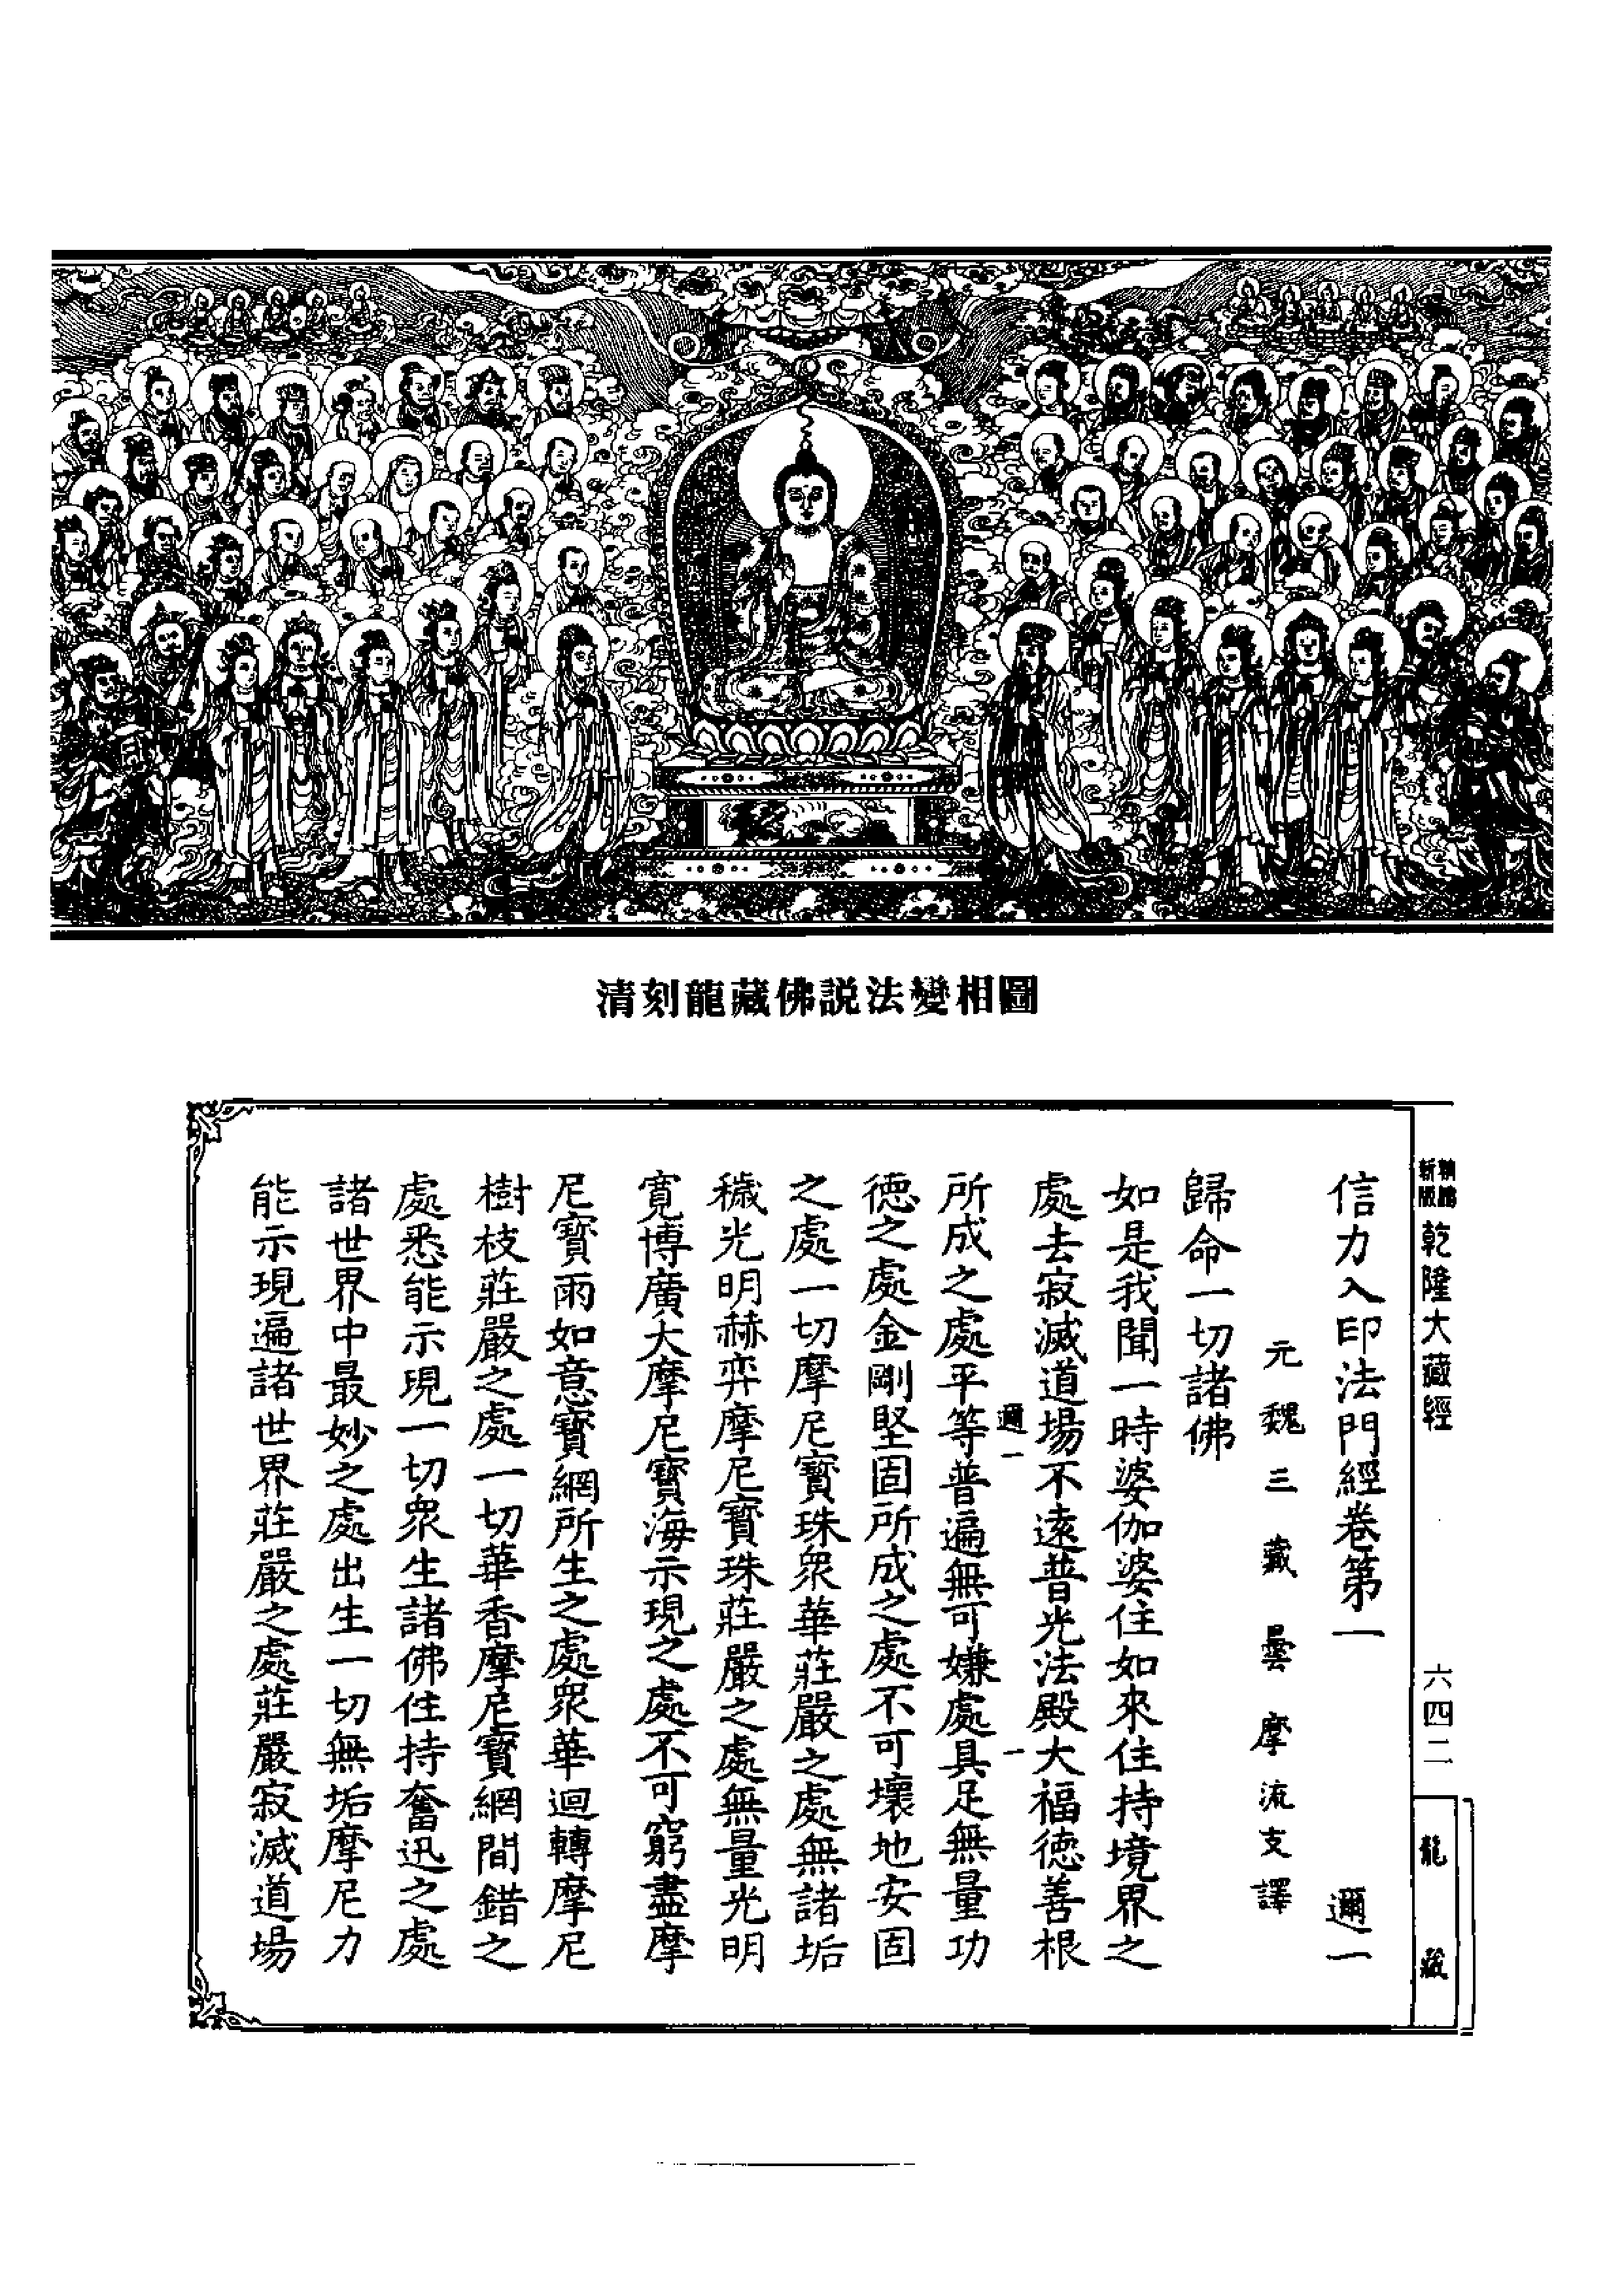 清刻龍藏佛説法變相圖
新版
乾隆大藏經
六四二
龍藏
信力入印法門經卷第一
邇一
元魏三藏曇摩流支譯
歸命一切諸佛
如是我聞一時婆伽婆住如來住持境界之
處去寂滅道場不遠普光法殿大福德善根
邇一
一
所成之處平等普遍無可嫌處具足無量功
德之處金剛堅固所成之處不可壞地安固
之處一切摩尼寶珠眾華莊嚴之處無諸垢
穢光明赫弈摩尼寶珠莊嚴之處無量光明
寛博廣大摩尼寶海示現之處不可窮盡摩
尼寶雨如意寶網所生之處眾華迴轉摩尼
樹枝莊嚴之處一切華香摩尼寶網間錯之
處悉能示現一切眾生諸佛住持奮迅之處
諸世界中最妙之處出生一切無垢摩尼力
能示現遍諸世界莊嚴之處莊嚴寂滅道場